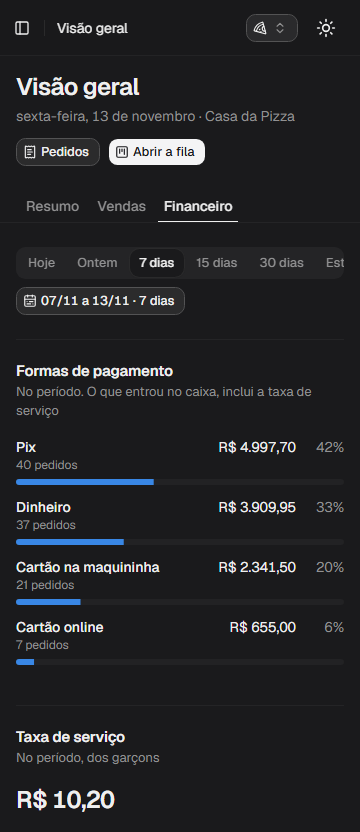 Visão geral
Visão geral
sexta-feira, 13 de novembro · Casa da Pizza
Pedidos
Abrir a fila
Resumo
Vendas
Financeiro
Hoje
Ontem
7 dias
15 dias
30 dias
Est
07/11 a 13/11 · 7 dias
Formas de pagamento
No período. O que entrou no caixa, inclui a taxa de
serviço
Pix R$ 4.997,70 42%
40 pedidos
Dinheiro R$ 3.909,95 33%
37 pedidos
Cartão na maquininha R$ 2.341,50 20%
21 pedidos
Cartão online R$ 655,00 6%
7 pedidos
Taxa de serviço
No período, dos garçons
R$ 10,20